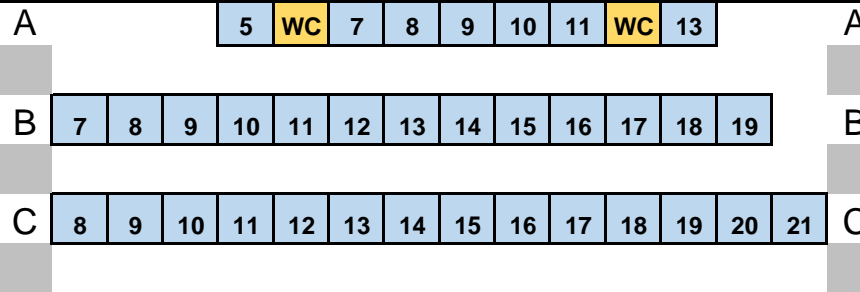 A 5 WC 7 8 9 10 11 WC 13 A
B 7 8 9 10 11 12 13 14 15 16 17 18 19 B
C 8 9 10 11 12 13 14 15 16 17 18 19 20 21 C